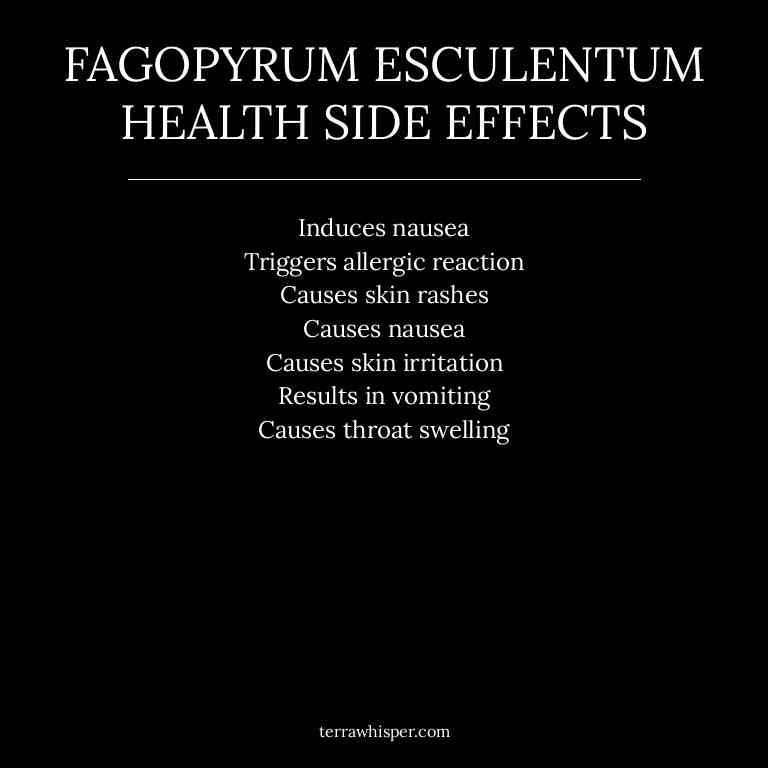 FAGOPYRUM ESCULENTUM
HEALTH SIDE EFFECTS
Induces nausea
Triggers allergic reaction
Causes skin rashes
Causes nausea
Causes skin irritation
Results in vomiting
Causes throat swelling
terrawhisper.com